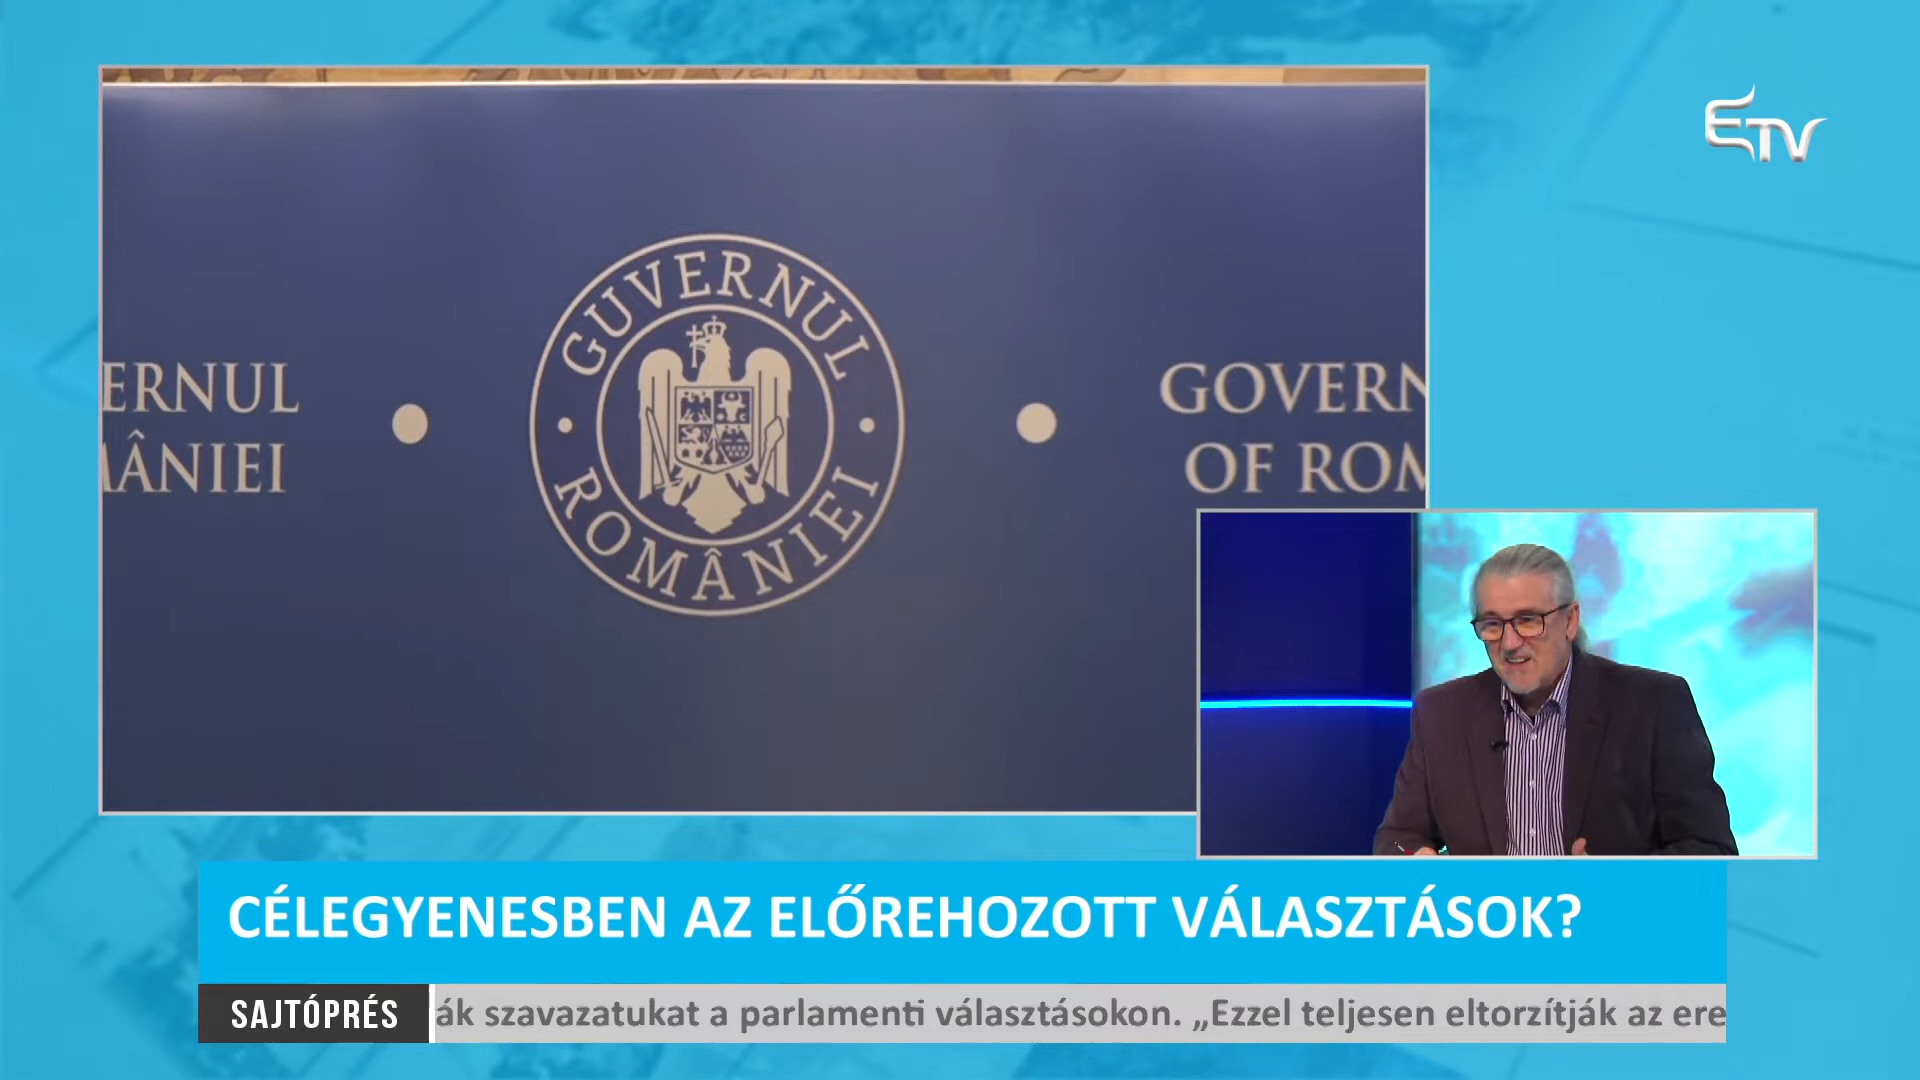 ETV
ERNUL
MÂNIEI
GUVERNUL
ROMÂNIEI
GOVERN
OF ROM
CÉLEGYENESBEN AZ ELŐREHOZOTT VÁLASZTÁSOK?
SAJTÓPRÉS
ák szavazatukat a parlamenti választásokon. „Ezzel teljesen eltorzítják az ere